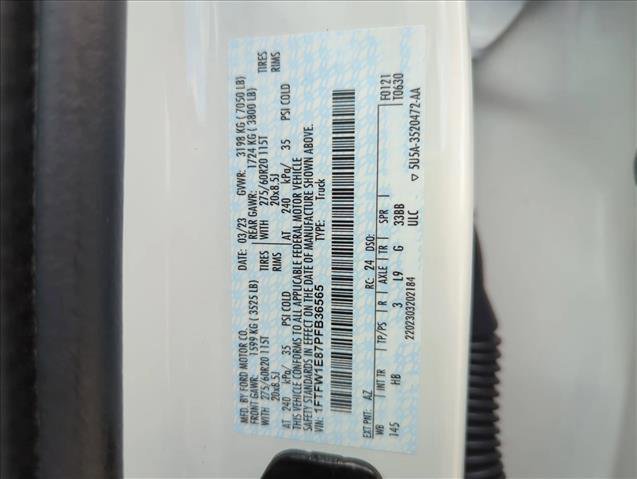 MFD. BY FORD MOTOR CO.
DATE: 03/23 GVWR: 3198 KG ( 7050 LB)
FRONT GAWR: 1599 KG ( 3525 LB) REAR GAWR: 1724 KG ( 3800 LB)
WITH 275/60R20 115T TIRES WITH 275/60R20 115T TIRES
20x8.5J RIMS 20x8.5J RIMS
AT 240 kPa/ 35 PSI COLD AT 240 kPa/ 35 PSI COLD
THIS VEHICLE CONFORMS TO ALL APPLICABLE FEDERAL MOTOR VEHICLE
SAFETY STANDARDS IN EFFECT ON THE DATE OF MANUFACTURE SHOWN ABOVE.
VIN: 1FTFW1E87PFB36565 TYPE: Truck
EXT PNT: AZ RC: 24 DSO: F0121
WB INT TR TP/PS R AXLE TR SPR T0630
145 HB 3 L9 G 33BB
ULC
2202303202184 ▽ 5U5A-3520472-AA